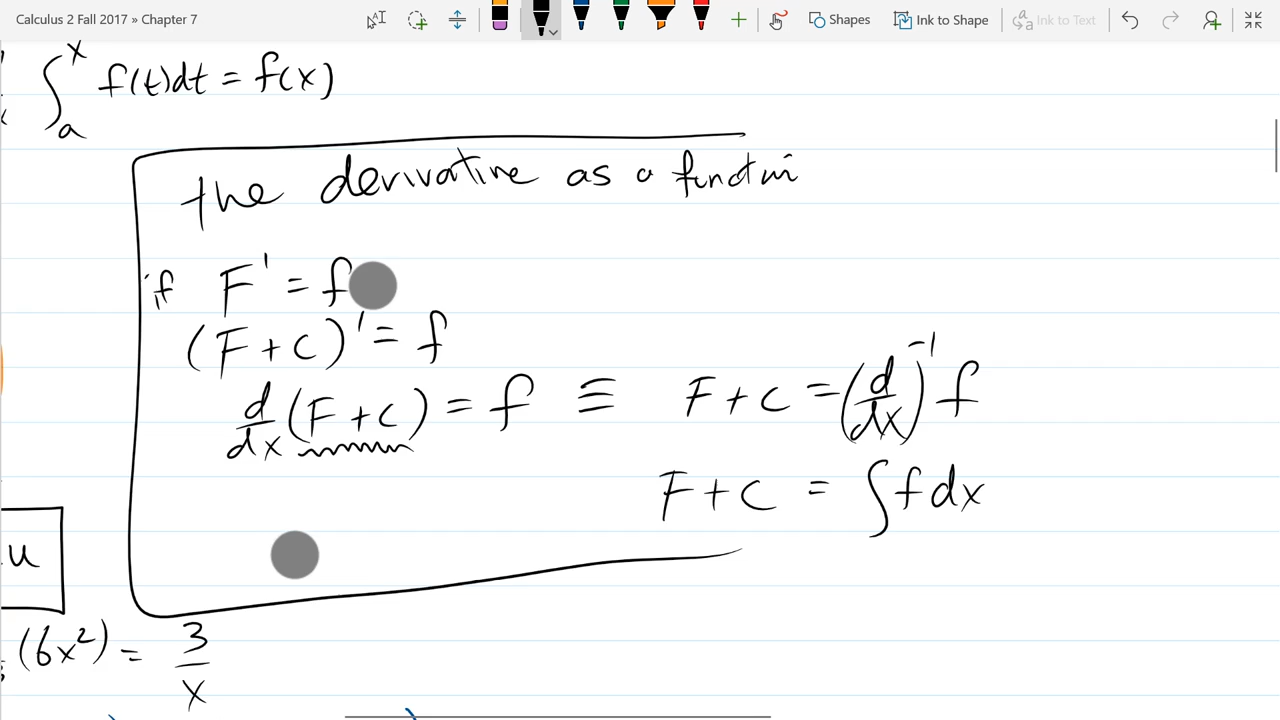 Calculus 2 Fall 2017 » Chapter 7
Shapes
Ink to Shape
Ink to Text
∫ₐˣ f(t)dt = f(x)
the derivative as a
if F' = f
(F+C)' = f
d/dx (F+C) = f ≡ F+C = (d/dx)⁻¹ f
F+C = ∫f dx
u
(6x²) = 3/x